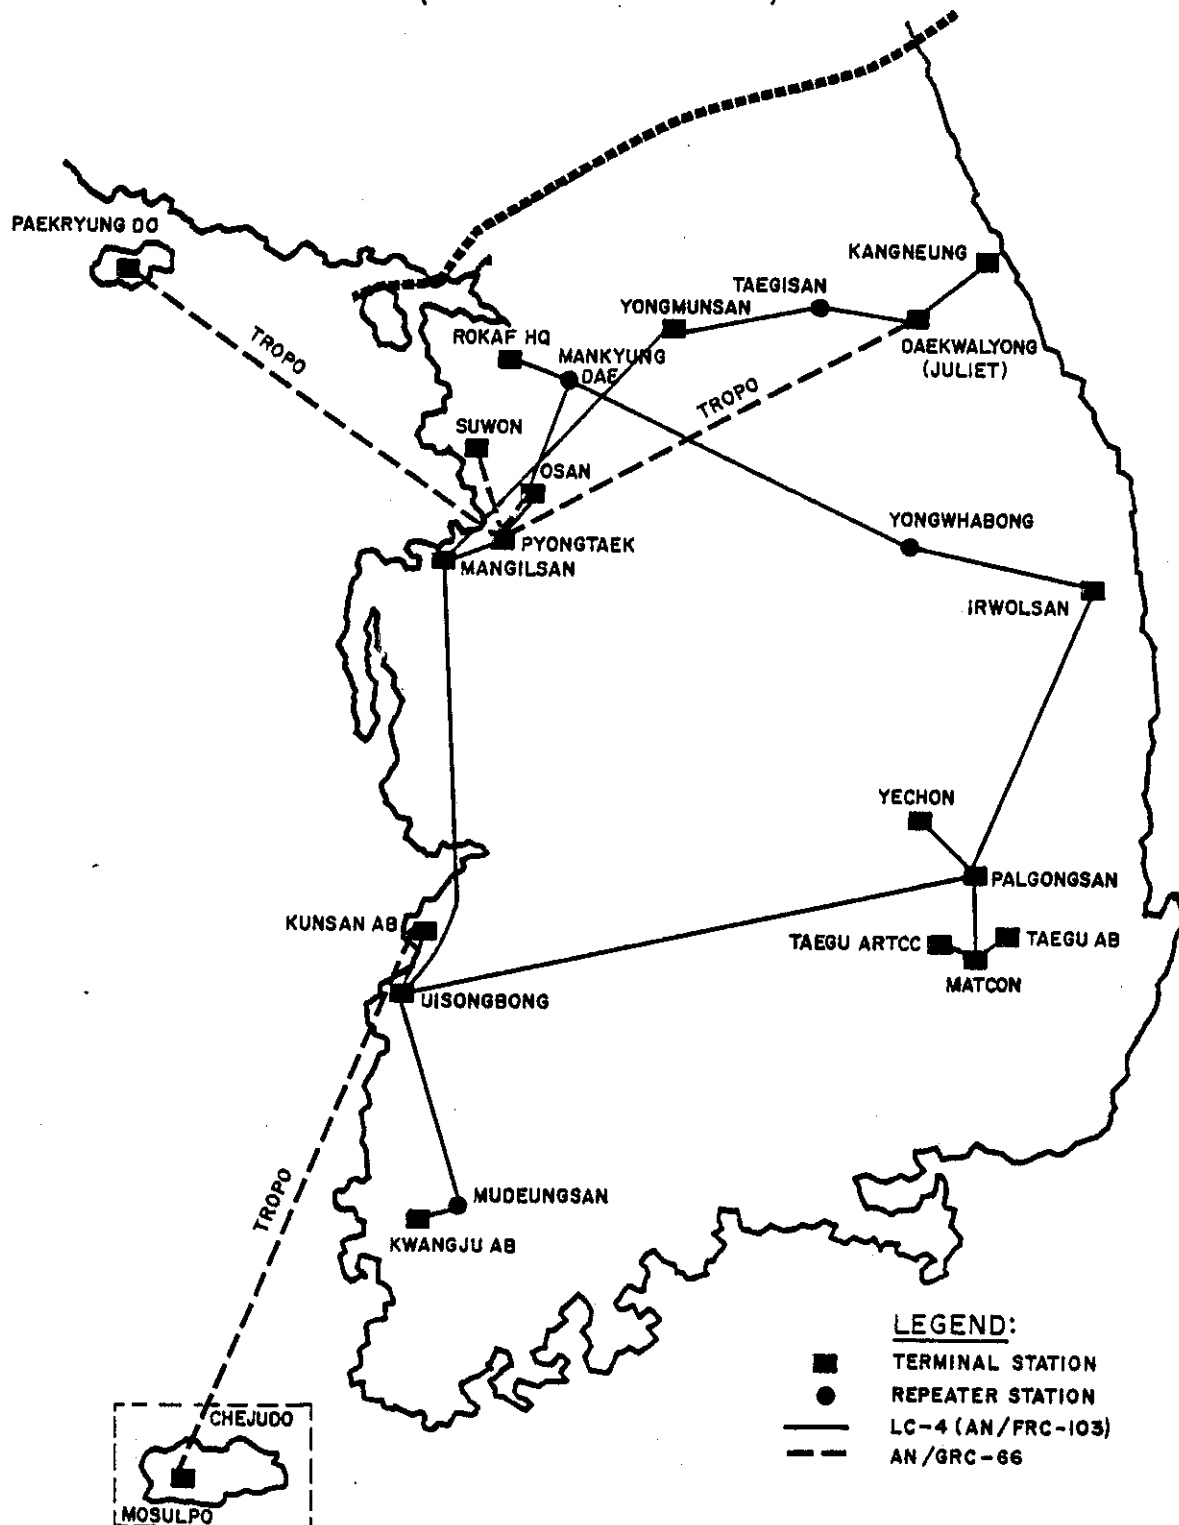 PAEKRYUNG DO
KANGNEUNG
TAEGISAN
YONGMUNSAN
ROKAF HQ
MANKYUNG
DAE
DAEKWALYONG
(JULIET)
TROPO
TROPO
SUWON
OSAN
YONGWHABONG
PYONGTAEK
MANGILSAN
IRWOLSAN
YECHON
PALGONGSAN
KUNSAN AB
TAEGU ARTCC
TAEGU AB
MATCON
UISONGBONG
TROPO
MUDEUNGSAN
KWANGJU AB
LEGEND:
TERMINAL STATION
REPEATER STATION
LC-4 (AN/FRC-103)
AN/GRC-66
CHEJUDO
MOSULPO